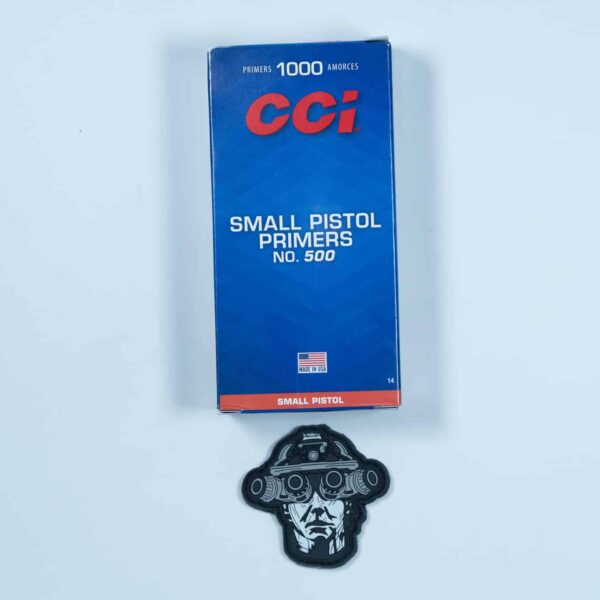 PRIMERS 1000 AMORCES
CCI
SMALL PISTOL
PRIMERS
NO. 500
MADE IN USA
14
SMALL PISTOL